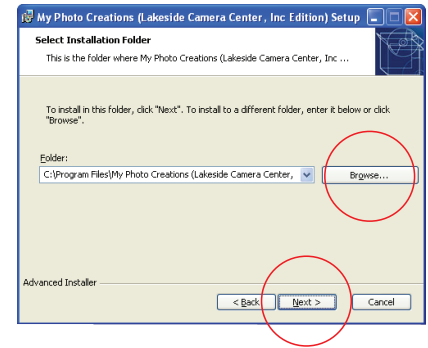 My Photo Creations (Lakeside Camera Center, Inc Edition) Setup
Select Installation Folder
This is the folder where My Photo Creations (Lakeside Camera Center, Inc ...
To install in this folder, click "Next". To install to a different folder, enter it below or click
"Browse".
Folder:
C:\Program Files\My Photo Creations (Lakeside Camera Center, Browse...
Advanced Installer
< Back Next > Cancel